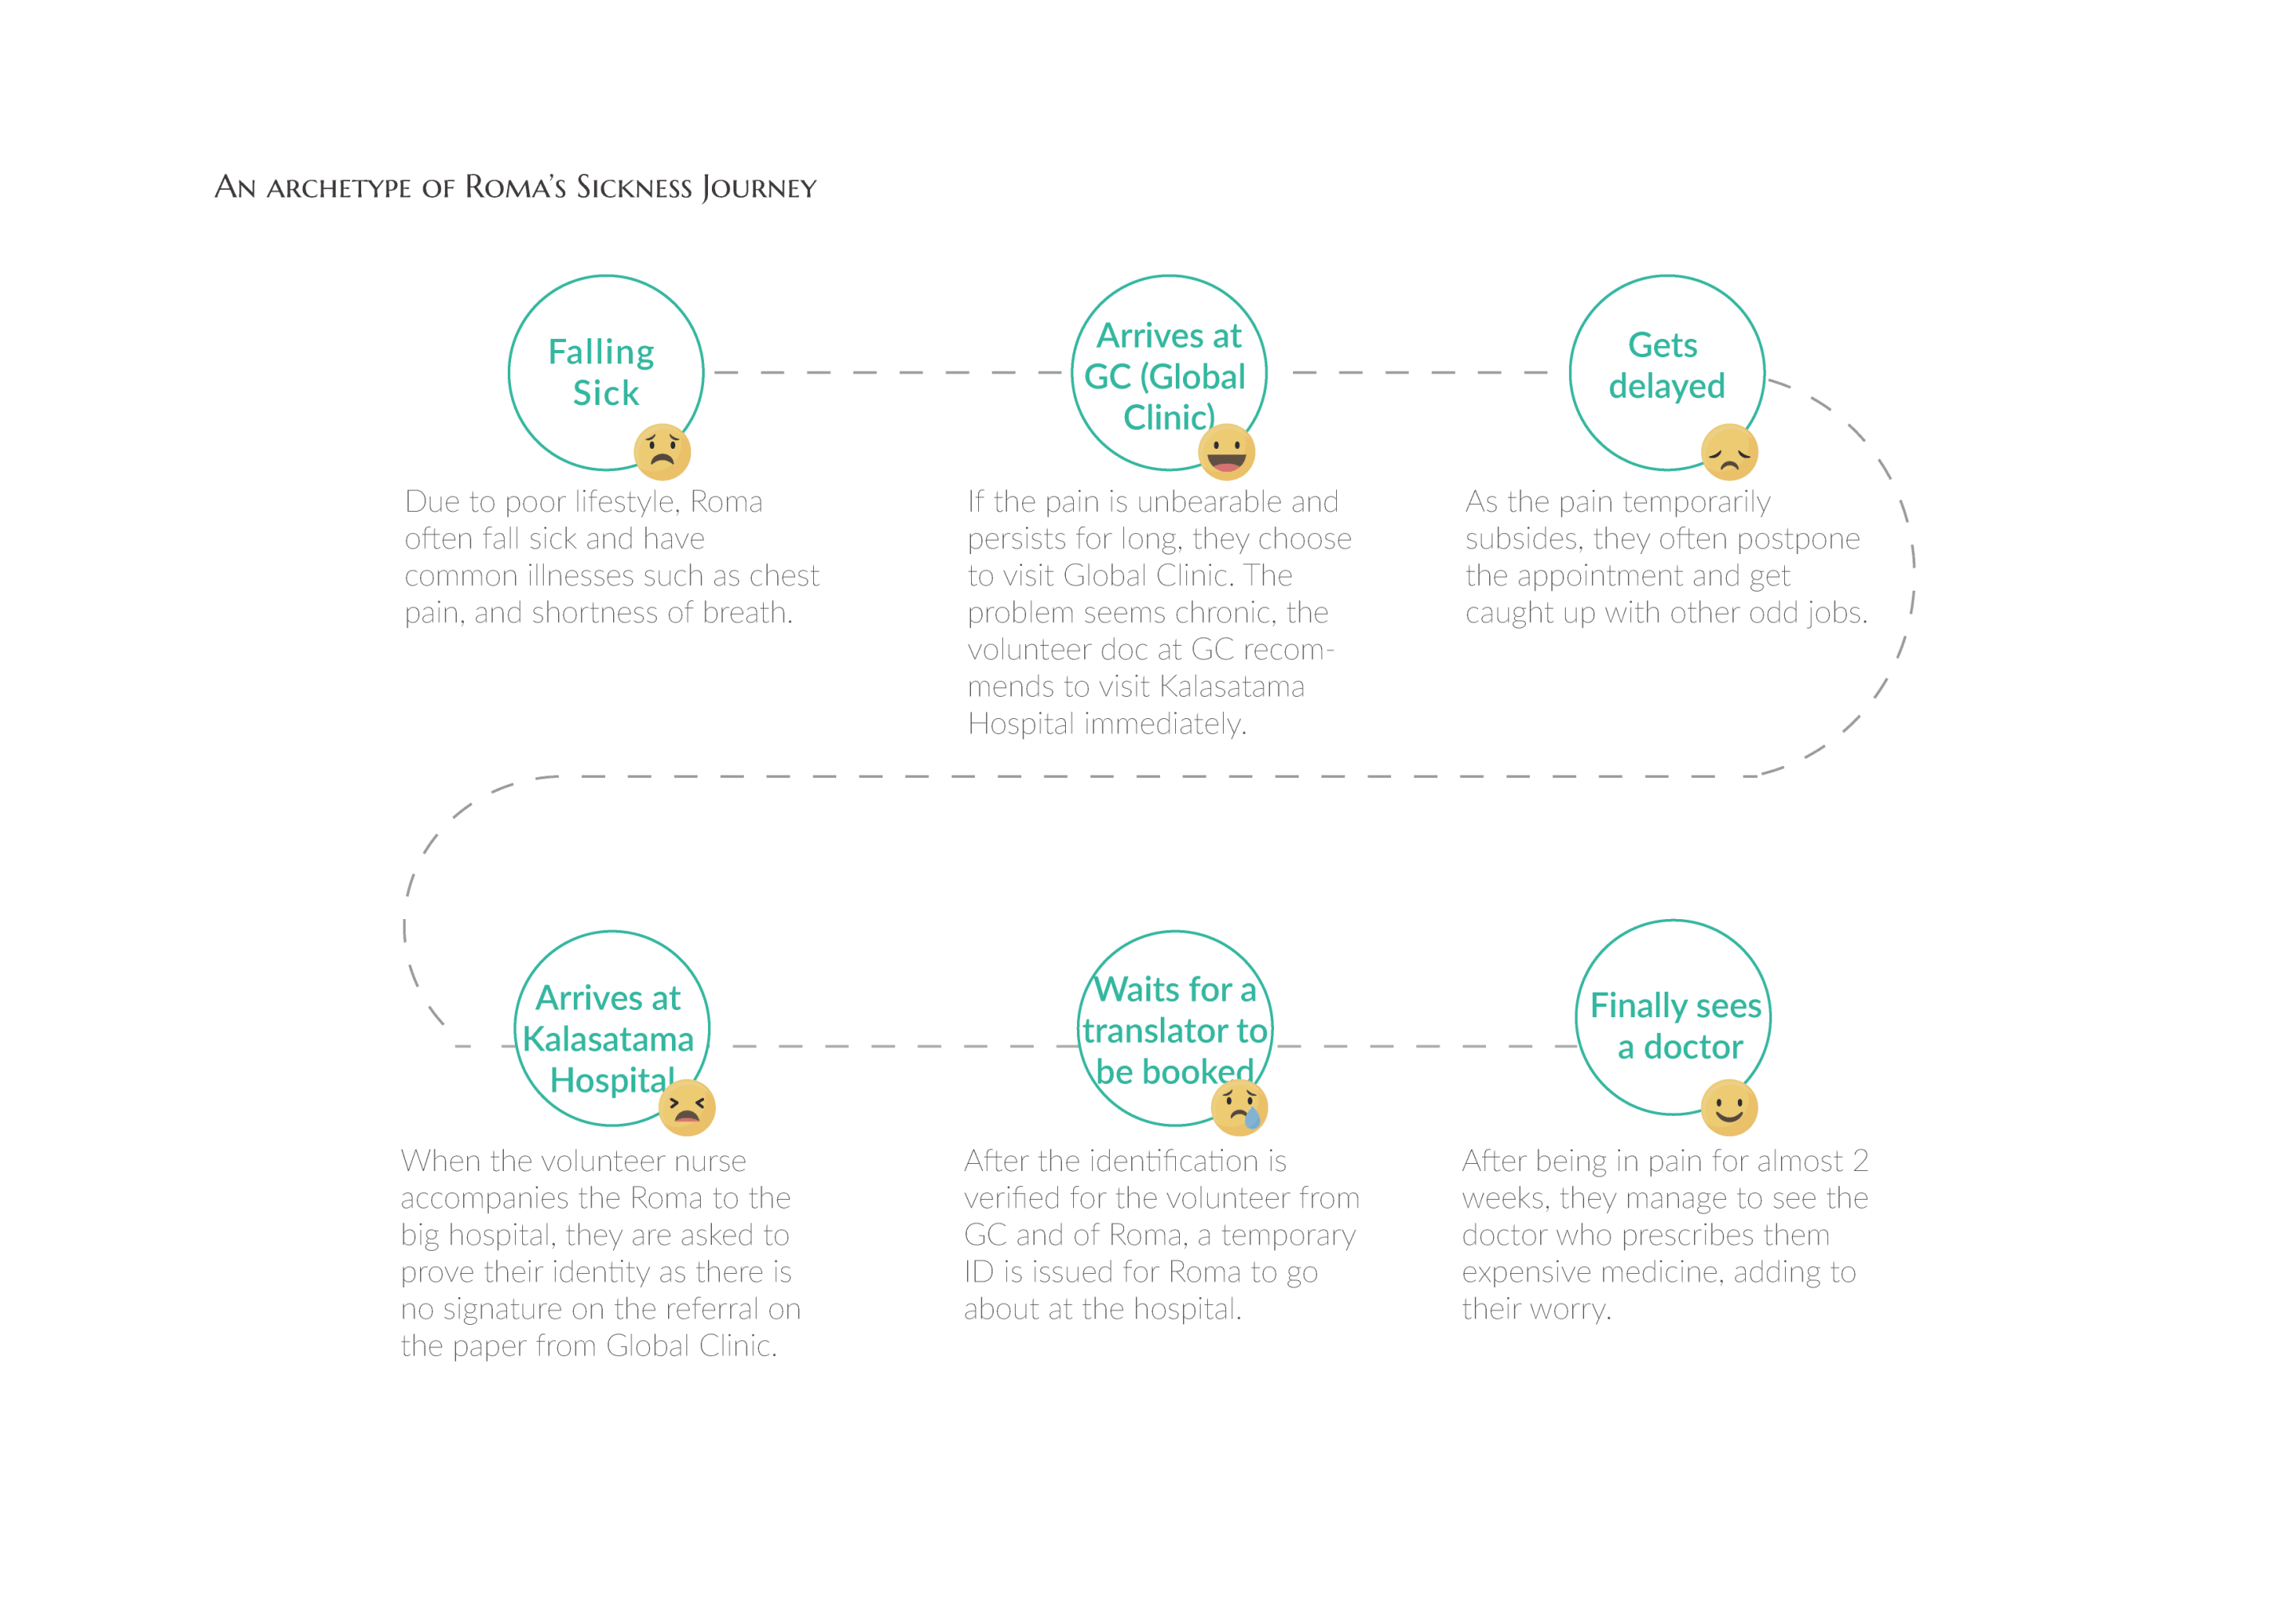 An archetype of Roma's Sickness Journey
Falling
Sick
Due to poor lifestyle, Roma
often fall sick and have
common illnesses such as chest
pain, and shortness of breath.
Arrives at
GC (Global
Clinic)
If the pain is unbearable and
persists for long, they choose
to visit Global Clinic. The
problem seems chronic, the
volunteer doc at GC recom-
mends to visit Kalasatama
Hospital immediately.
Gets
delayed
As the pain temporarily
subsides, they often postpone
the appointment and get
caught up with other odd jobs.
Arrives at
Kalasatama
Hospital
When the volunteer nurse
accompanies the Roma to the
big hospital, they are asked to
prove their identity as there is
no signature on the referral on
the paper from Global Clinic.
Waits for a
translator to
be booked
After the identification is
verified for the volunteer from
GC and of Roma, a temporary
ID is issued for Roma to go
about at the hospital.
Finally sees
a doctor
After being in pain for almost 2
weeks, they manage to see the
doctor who prescribes them
expensive medicine, adding to
their worry.